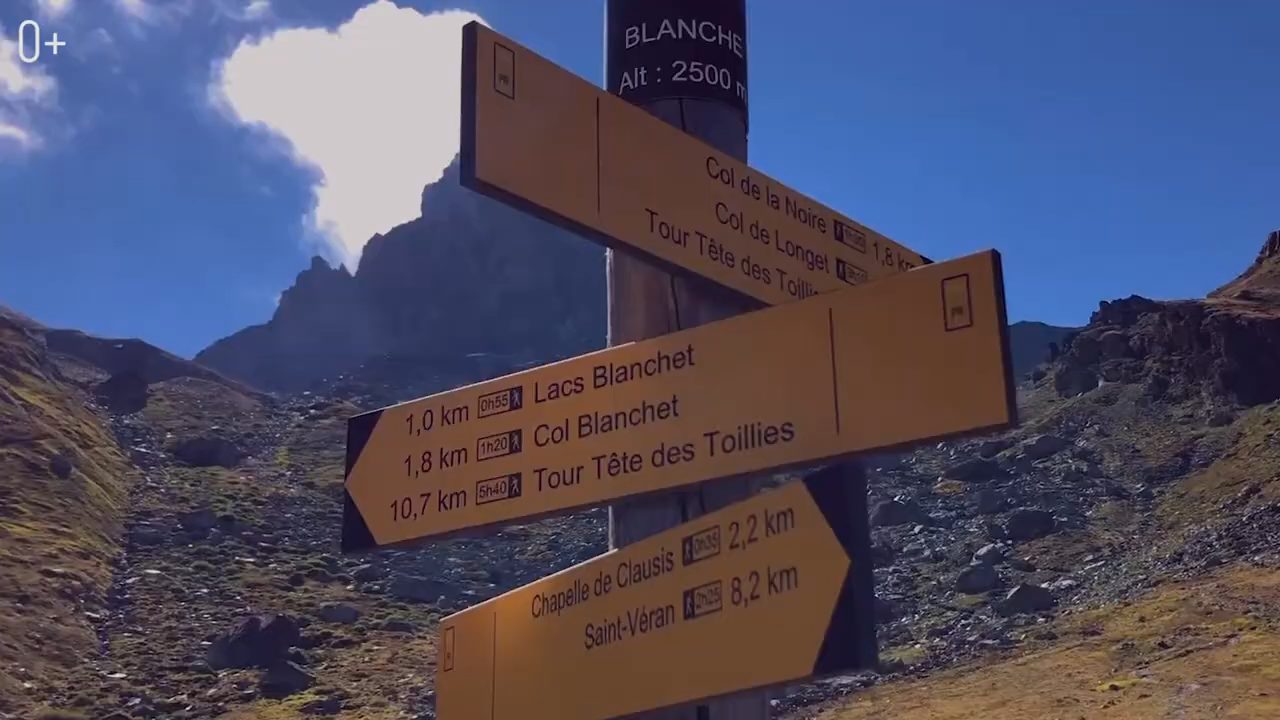 0+
BLANCHE
Alt : 2500 m
Col de la Noire 1,8 km
Col de Longet
Tour Tête des
1,0 km 0h55 Lacs Blanchet
1,8 km 1h20 Col Blanchet
10,7 km 5h40 Tour Tête des Toillies
Chapelle de Clausis 0h35 2,2 km
Saint-Véran 2h25 8,2 km